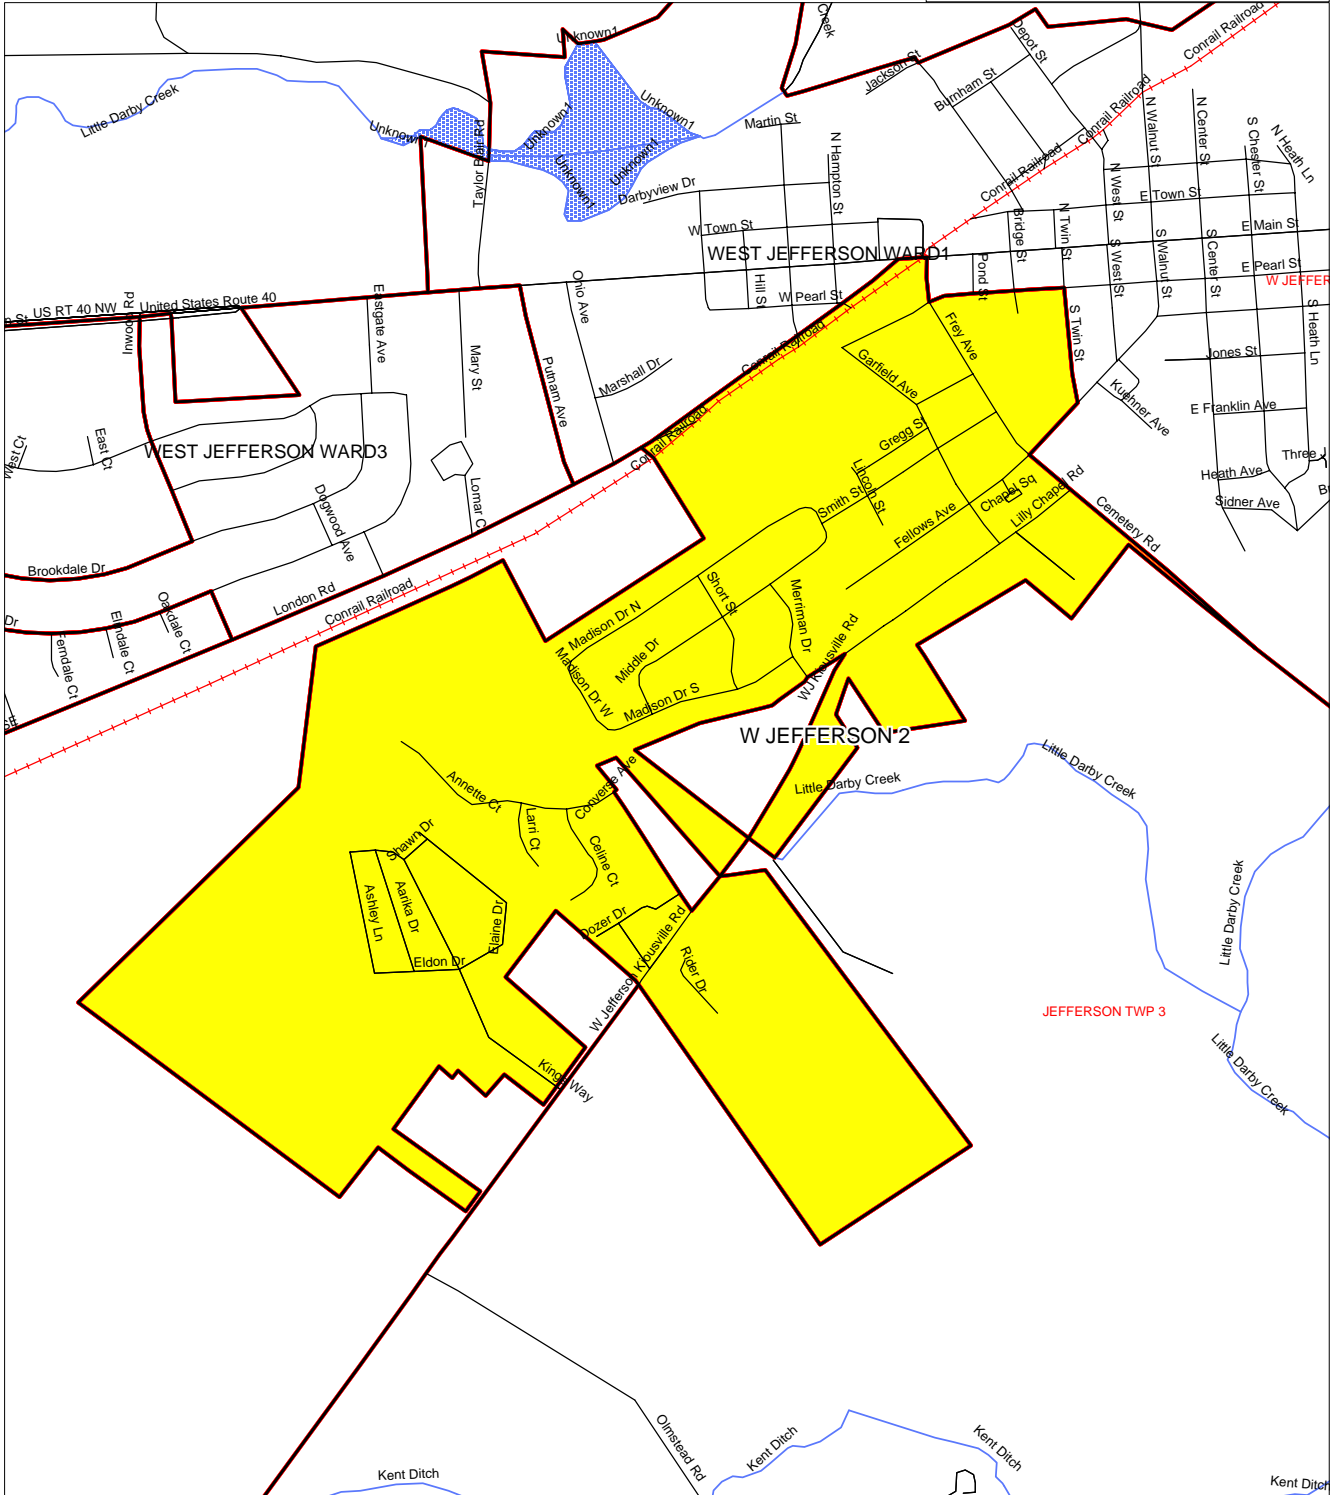 Unknown1
Creek
Depot St
Conrail Railroad
Jackson St
Burnham St
Little Darby Creek
Unknown1
Unknown1
Unknown1
Conrail Railroad
N Walnut St
N Center St
S Chester St
N Heath Ln
Martin St
Taylor Blair Rd
Unknown1
Unknown1
N Hampton St
Conrail Railroad
Darbyview Dr
N West St
E Town St
W Town St
Bridge St
N Twin St
E Main St
WEST JEFFERSON WARD1
S West St
S Walnut St
S Center St
E Pearl St
W JEFFER
Pond St
Hill St
W Pearl St
Ohio Ave
Eastgate Ave
Inwood Rd
US RT 40 NW
United States Route 40
e St
Frey Ave
S Twin St
S Heath Ln
Conrail Railroad
Jones St
Mary St
Putnam Ave
Marshall Dr
Garfield Ave
Kuehner Ave
E Franklin Ave
West Ct
East Ct
WEST JEFFERSON WARD3
Conrail Railroad
Gregg St
Three J
Heath Ave
Sidner Ave
Lincoln St
Smith St
Chapel Sq
Lilly Chapel Rd
Cemetery Rd
Lomar C
Dogwood Ave
Fellows Ave
Brookdale Dr
London Rd
Conrail Railroad
Dr
Ferndale Ct
Elmdale Ct
Oakdale Ct
Madison Dr N
Short St
Merriman Dr
Middle Dr
Madison Dr W
Madison Dr S
WJ Kiousville Rd
SE
W JEFFERSON 2
Little Darby Creek
Little Darby Creek
Annette Ct
Converse Ave
Larri Ct
Celine Ct
Shawn Dr
Ashley Ln
Aarika Dr
Elaine Dr
Eldon Dr
Dozer Dr
W Jefferson Kiousville Rd
Rider Dr
Little Darby Creek
JEFFERSON TWP 3
Little Darby Creek
Kings Way
Olmstead Rd
Kent Ditch
Kent Ditch
Kent Ditch
Kent Ditch